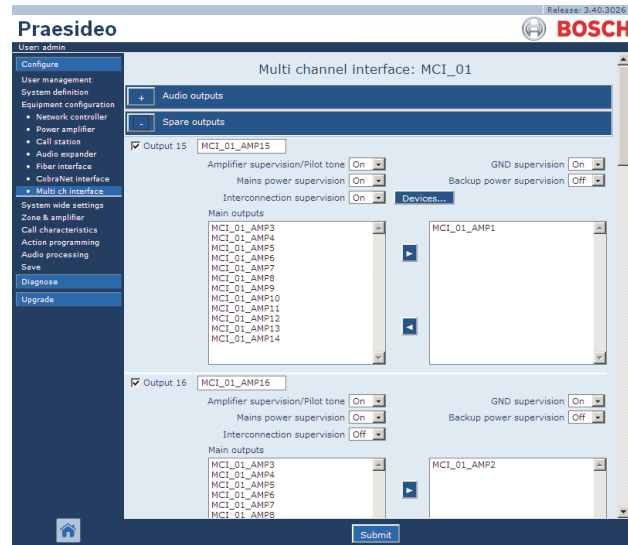 Release: 3.40.3026
Praesideo
BOSCH
User: admin
Configure
User management
System definition
Equipment configuration
• Network controller
• Power amplifier
• Call station
• Audio expander
• Fiber interface
• CobraNet interface
• Multi ch interface
System wide settings
Zone & amplifier
Call characteristics
Action programming
Audio processing
Save
Diagnose
Upgrade
Multi channel interface: MCI_01
+ Audio outputs
- Spare outputs
Output 15 MCI_01_AMP15
Amplifier supervision/Pilot tone On GND supervision On
Mains power supervision On Backup power supervision Off
Interconnection supervision On Devices...
Main outputs
MCI_01_AMP3
MCI_01_AMP4
MCI_01_AMP5
MCI_01_AMP6
MCI_01_AMP7
MCI_01_AMP8
MCI_01_AMP9
MCI_01_AMP10
MCI_01_AMP11
MCI_01_AMP12
MCI_01_AMP13
MCI_01_AMP14
MCI_01_AMP1
Output 16 MCI_01_AMP16
Amplifier supervision/Pilot tone On GND supervision On
Mains power supervision On Backup power supervision Off
Interconnection supervision Off
Main outputs
MCI_01_AMP3
MCI_01_AMP4
MCI_01_AMP5
MCI_01_AMP6
MCI_01_AMP7
MCI_01_AMP8
MCI_01_AMP2
Submit